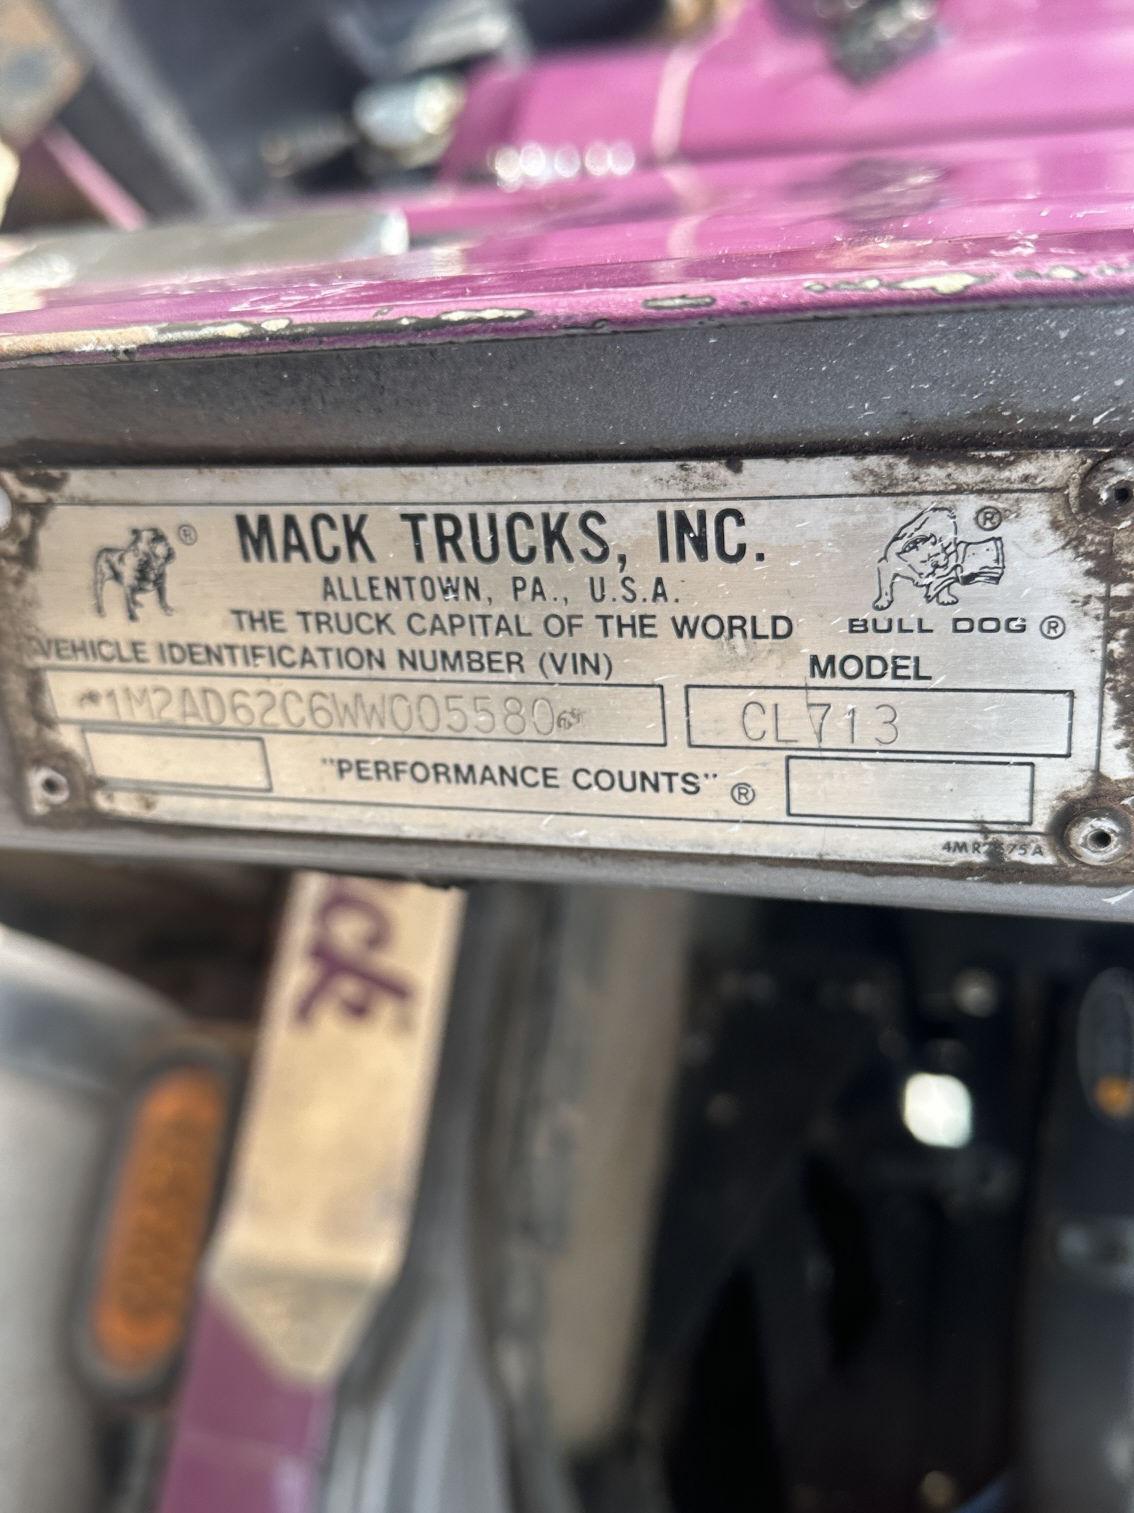 ®
MACK TRUCKS, INC.
®
ALLENTOWN, PA., U.S.A.
THE TRUCK CAPITAL OF THE WORLD
BULL DOG ®
VEHICLE IDENTIFICATION NUMBER (VIN)
MODEL
*1M2AD62C6WW005580*
CL713
"PERFORMANCE COUNTS" ®
ck